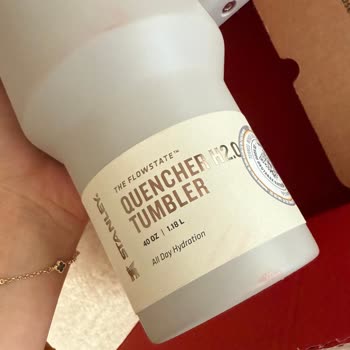 STANLEY
THE FLOWSTATE™
QUENCHER H2.0
TUMBLER
40 OZ | 1.18 L
All Day Hydration